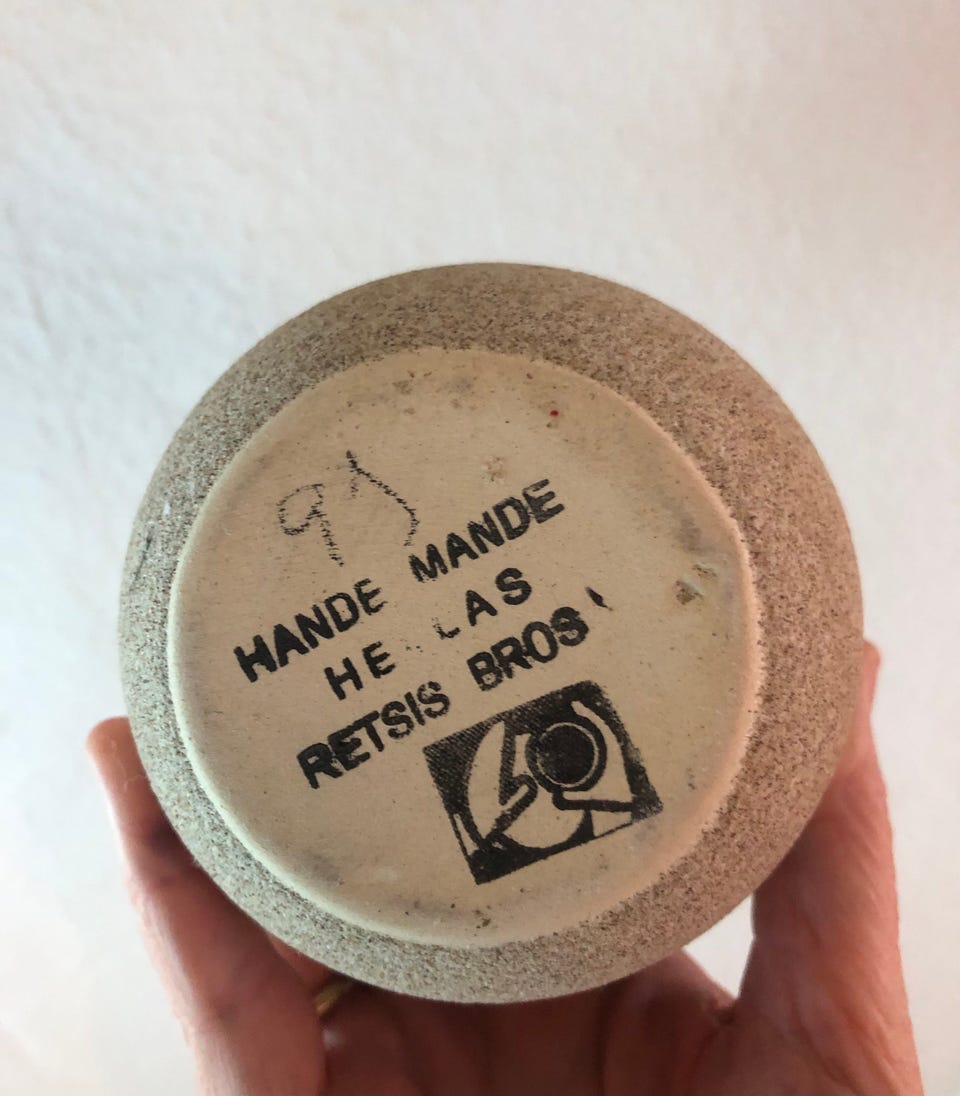 HANDE MANDE
HE LAS
RETSIS BROS